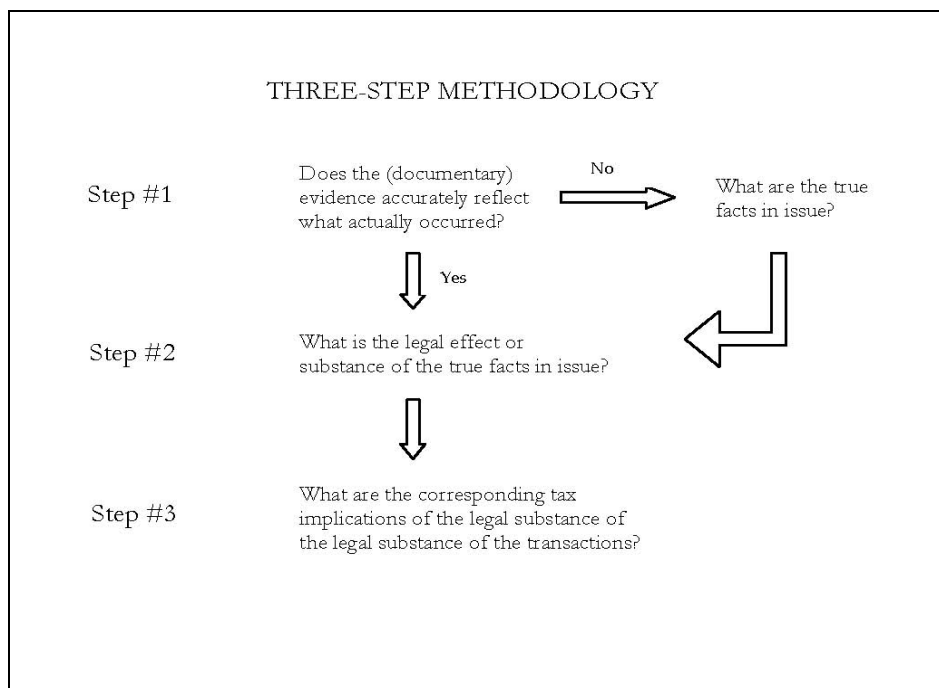 THREE-STEP METHODOLOGY
Step #1
Does the (documentary)
evidence accurately reflect
what actually occurred?
No
What are the true
facts in issue?
Yes
Step #2
What is the legal effect or
substance of the true facts in issue?
Step #3
What are the corresponding tax
implications of the legal substance of
the legal substance of the transactions?